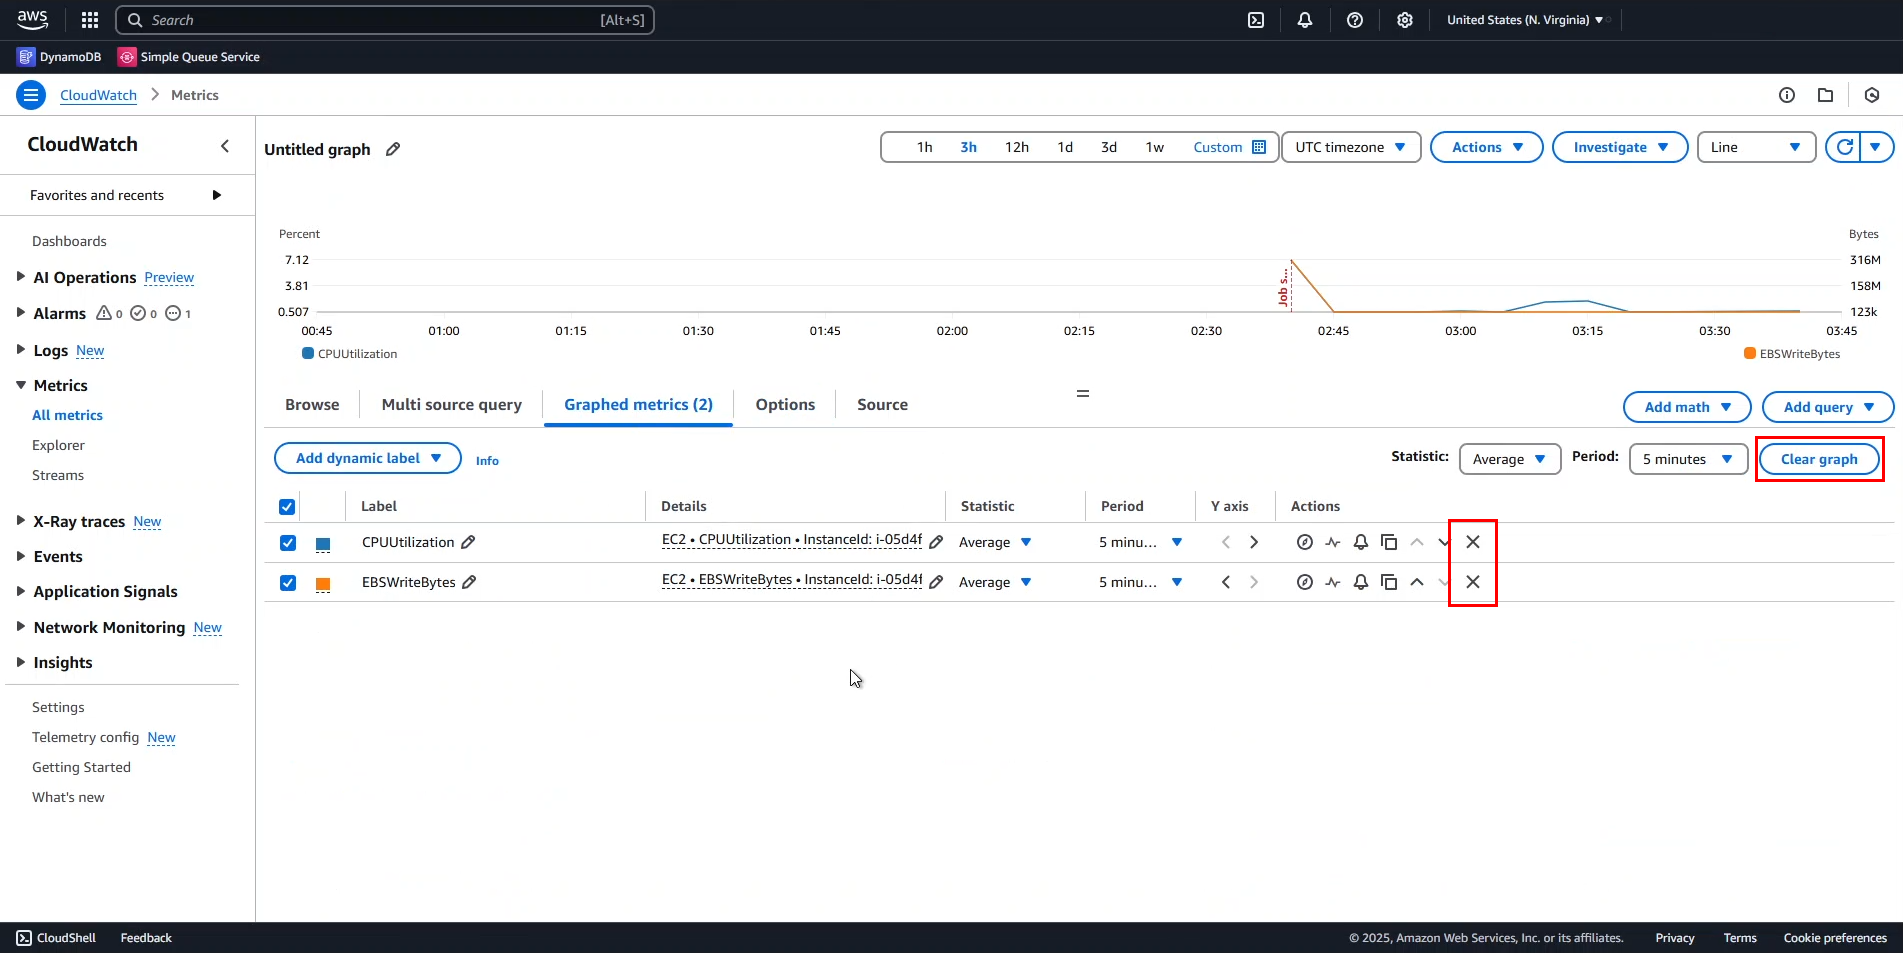 aws
Search [Alt+S]
United States (N. Virginia)
DynamoDB
Simple Queue Service
CloudWatch
Metrics
CloudWatch
Favorites and recents
Dashboards
AI Operations Preview
Alarms 0 0 1
Logs New
Metrics
All metrics
Explorer
Streams
X-Ray traces New
Events
Application Signals
Network Monitoring New
Insights
Settings
Telemetry config New
Getting Started
What's new
Untitled graph
1h 3h 12h 1d 3d 1w Custom
UTC timezone
Actions
Investigate
Line
Percent
Bytes
7.12
316M
3.81
158M
0.507
123k
Job s...
00:45 01:00 01:15 01:30 01:45 02:00 02:15 02:30 02:45 03:00 03:15 03:30 03:45
CPUUtilization
EBSWriteBytes
Browse
Multi source query
Graphed metrics (2)
Options
Source
Add math
Add query
Add dynamic label
Info
Statistic: Average
Period: 5 minutes
Clear graph
Label Details Statistic Period Y axis Actions
CPUUtilization EC2 • CPUUtilization • InstanceId: i-05d4f Average 5 minu...
EBSWriteBytes EC2 • EBSWriteBytes • InstanceId: i-05d4f Average 5 minu...
CloudShell
Feedback
© 2025, Amazon Web Services, Inc. or its affiliates.
Privacy
Terms
Cookie preferences